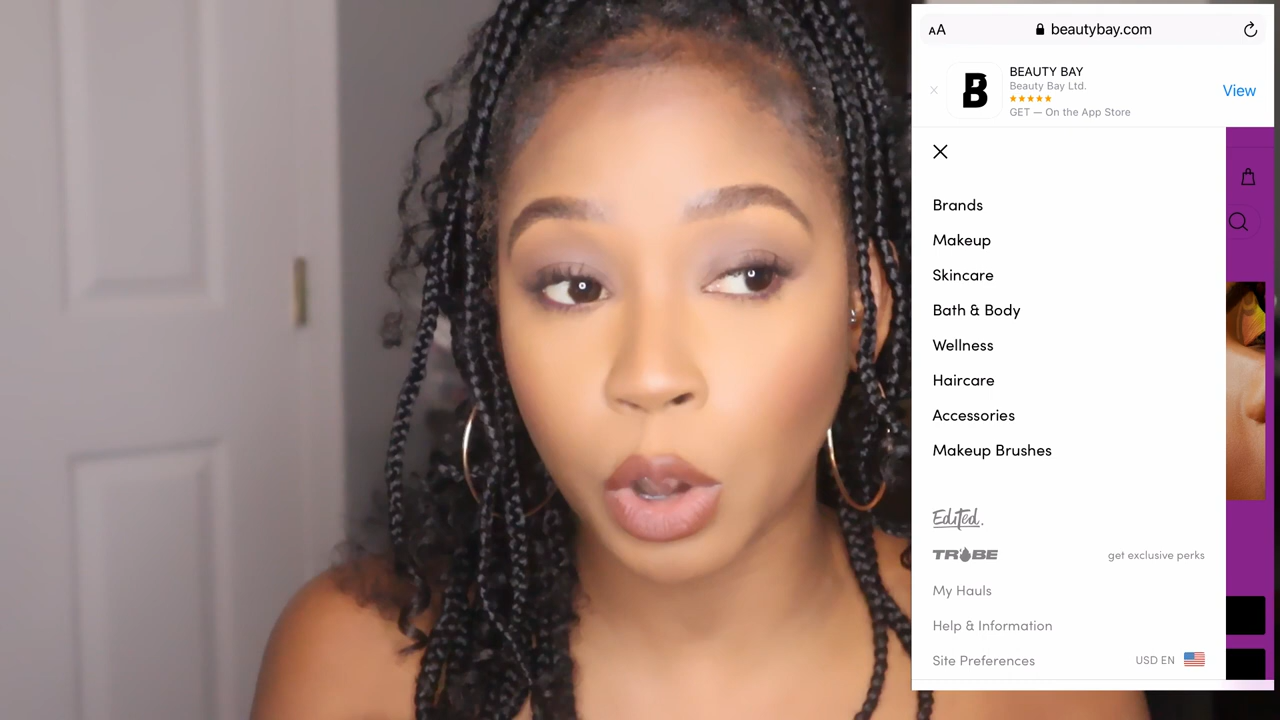 AA beautybay.com
BEAUTY BAY
Beauty Bay Ltd.
GET — On the App Store
View
B
Brands
Makeup
Skincare
Bath & Body
Wellness
Haircare
Accessories
Makeup Brushes
Edited.
TRIBE get exclusive perks
My Hauls
Help & Information
Site Preferences USD EN